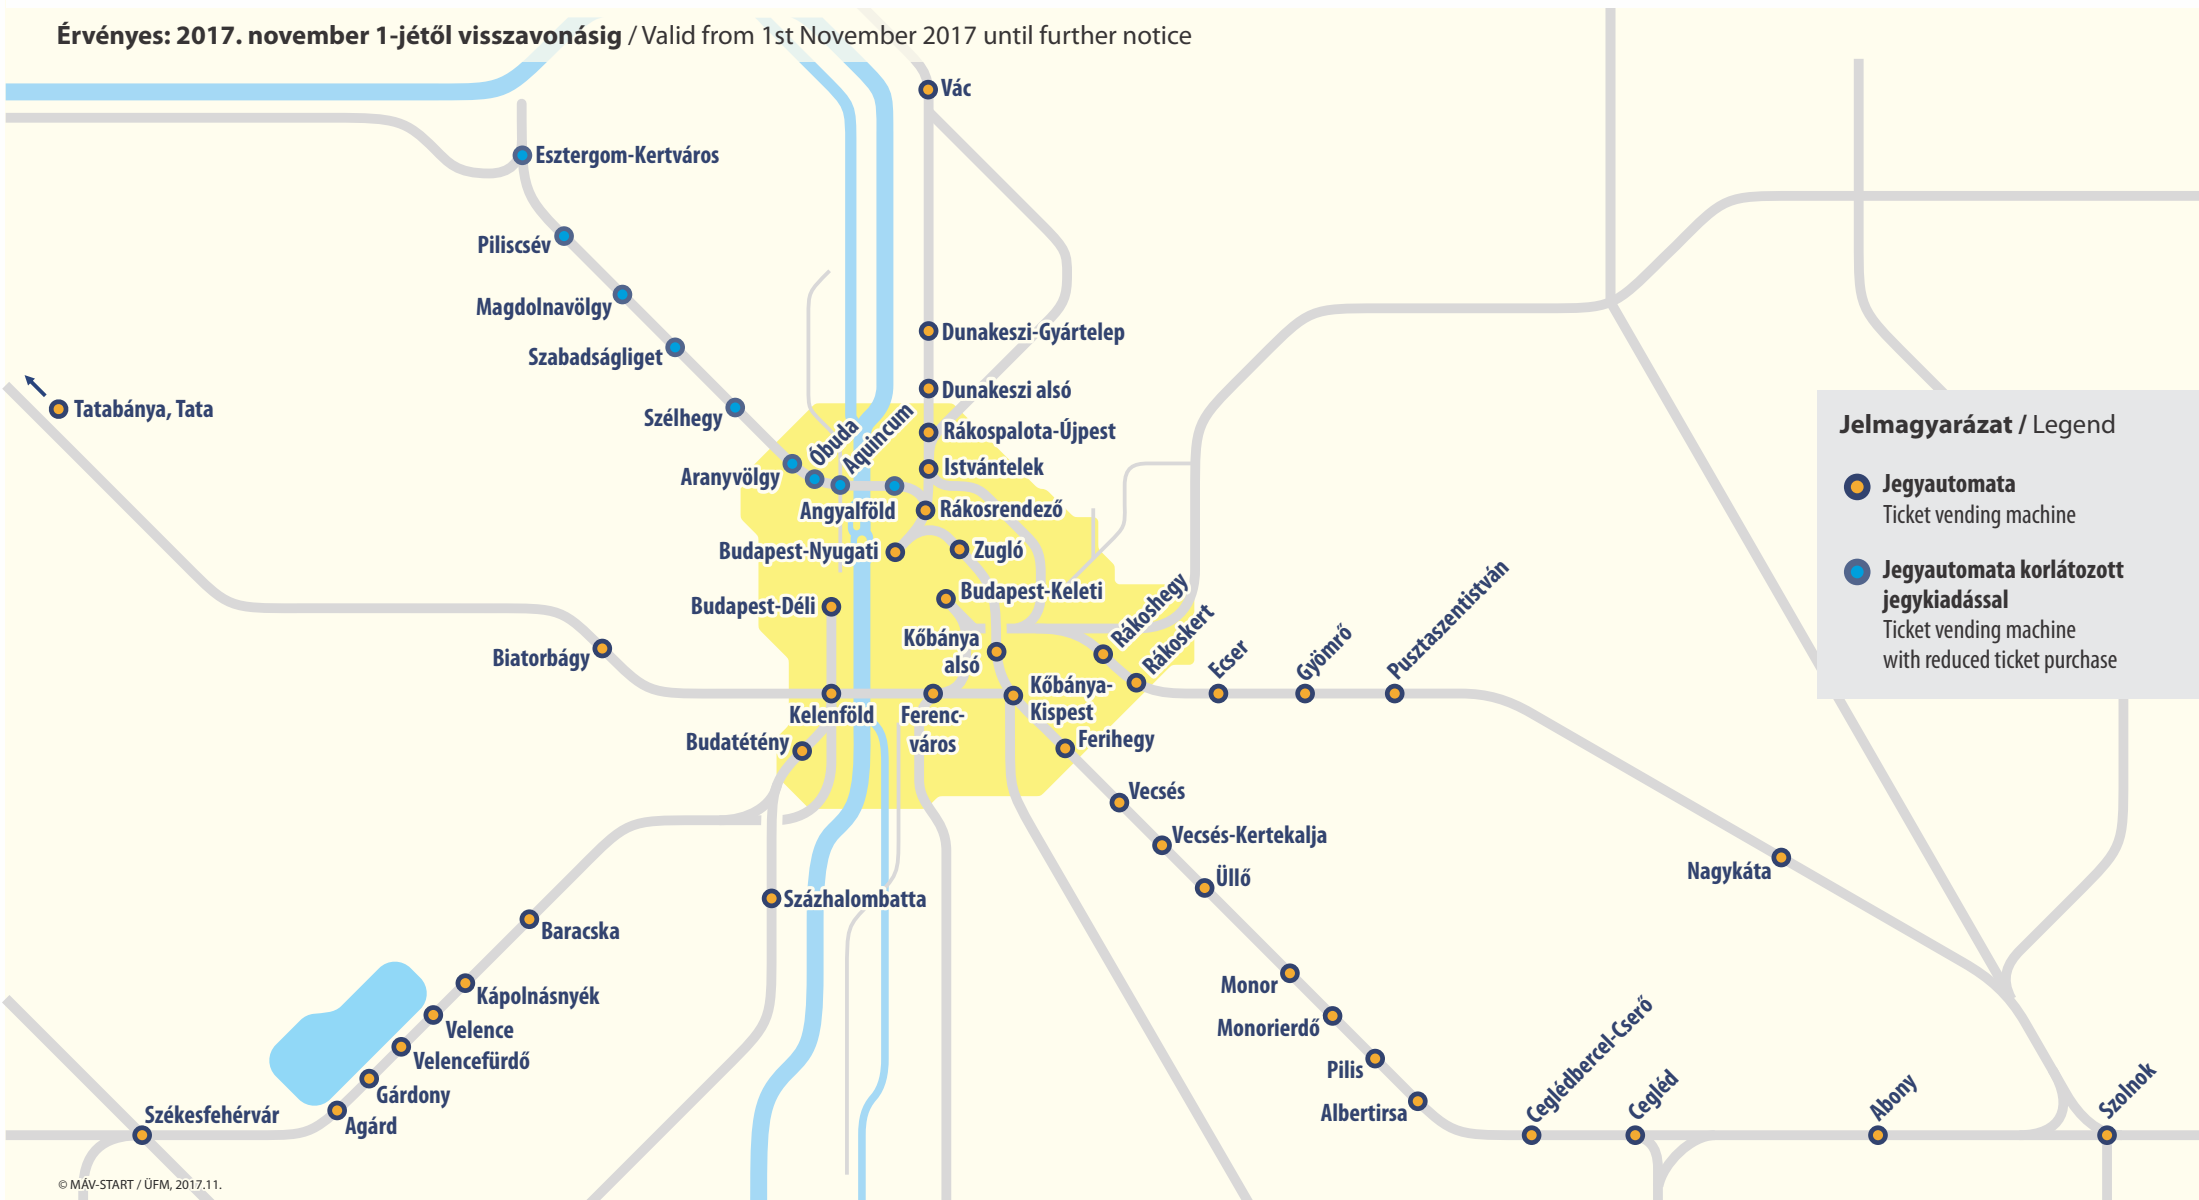 Érvényes: 2017. november 1-jétől visszavonásig / Valid from 1st November 2017 until further notice
Vác
Esztergom-Kertváros
Piliscsév
Magdolnavölgy
Szabadságliget
Szélhegy
Aranyvölgy
Óbuda
Aquincum
Angyalföld
Tatabánya, Tata
Dunakeszi-Gyártelep
Dunakeszi alsó
Rákospalota-Újpest
Istvántelek
Rákosrendező
Budapest-Nyugati
Zugló
Budapest-Keleti
Budapest-Déli
Kőbánya
alsó
Rákoshegy
Rákoskert
Ecser
Gyömrő
Pusztaszentistván
Biatorbágy
Kelenföld
Ferenc-
város
Kőbánya-
Kispest
Budatétény
Ferihegy
Vecsés
Vecsés-Kertekalja
Üllő
Nagykáta
Százhalombatta
Baracska
Kápolnásnyék
Velence
Velencefürdő
Gárdony
Agárd
Székesfehérvár
Monor
Monorierdő
Pilis
Albertirsa
Ceglédbercel-Cserő
Cegléd
Abony
Szolnok
Jelmagyarázat / Legend
Jegyautomata
Ticket vending machine
Jegyautomata korlátozott
jegykiadással
Ticket vending machine
with reduced ticket purchase
© MÁV-START / ÜFM, 2017.11.